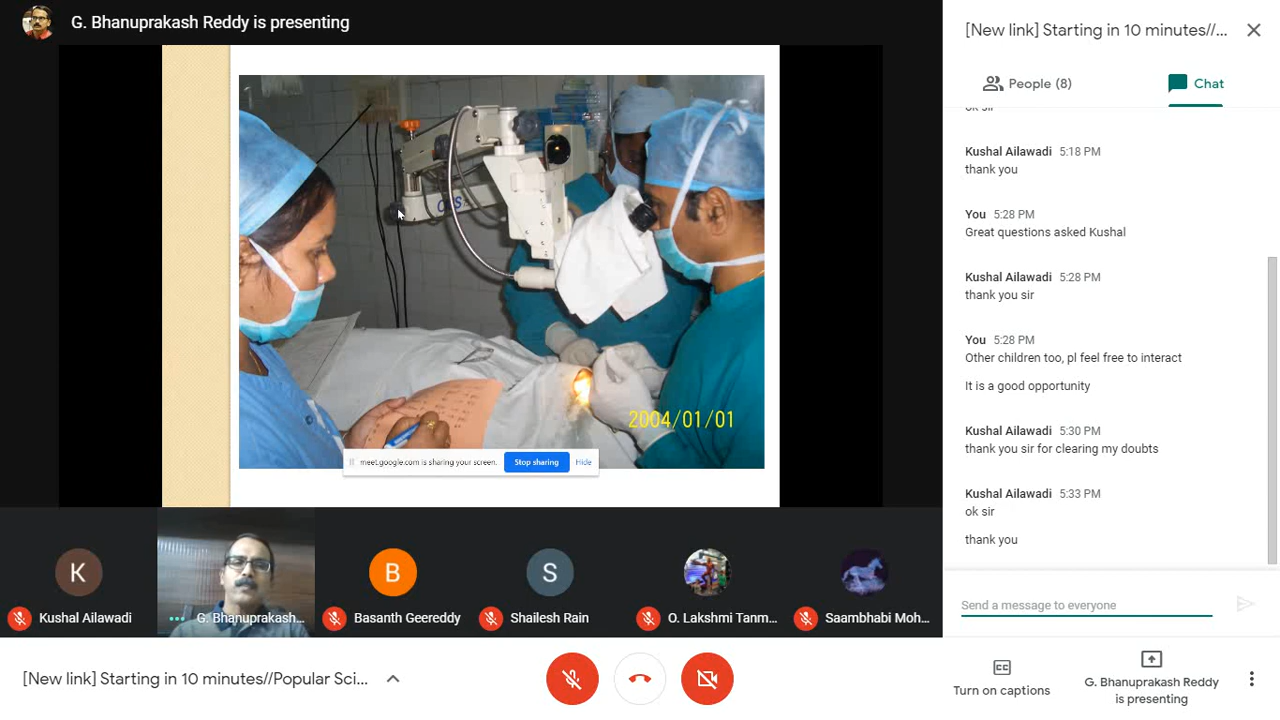 G. Bhanuprakash Reddy is presenting
2004/01/01
meet.google.com is sharing your screen.
Stop sharing
Hide
K
Kushal Ailawadi
G. Bhanuprakash...
B
Basanth Geereddy
S
Shailesh Rain
O. Lakshmi Tanm...
Saambhabi Moh...
[New link] Starting in 10 minutes//Popular Sci...
[New link] Starting in 10 minutes//...
People (8)
Chat
ok sir
Kushal Ailawadi 5:18 PM
thank you
You 5:28 PM
Great questions asked Kushal
Kushal Ailawadi 5:28 PM
thank you sir
You 5:28 PM
Other children too, pl feel free to interact
It is a good opportunity
Kushal Ailawadi 5:30 PM
thank you sir for clearing my doubts
Kushal Ailawadi 5:33 PM
ok sir
thank you
Send a message to everyone
CC
Turn on captions
G. Bhanuprakash Reddy
is presenting